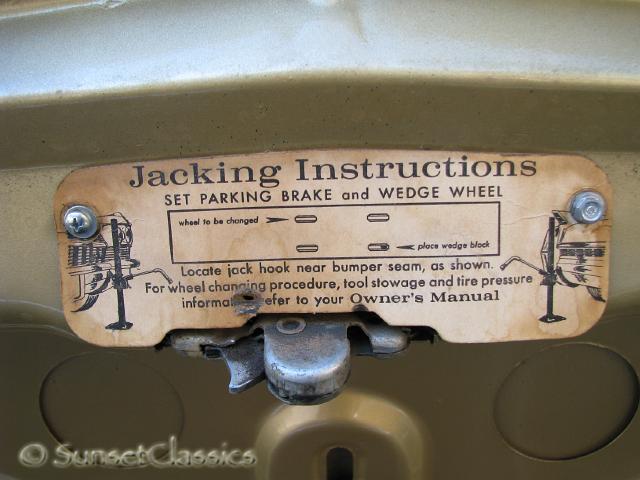 Jacking Instructions
SET PARKING BRAKE and WEDGE WHEEL
wheel to be changed
place wedge block
Locate jack hook near bumper seam, as shown.
For wheel changing procedure, tool stowage and tire pressure
refer to your Owner's Manual
© SunsetClassics